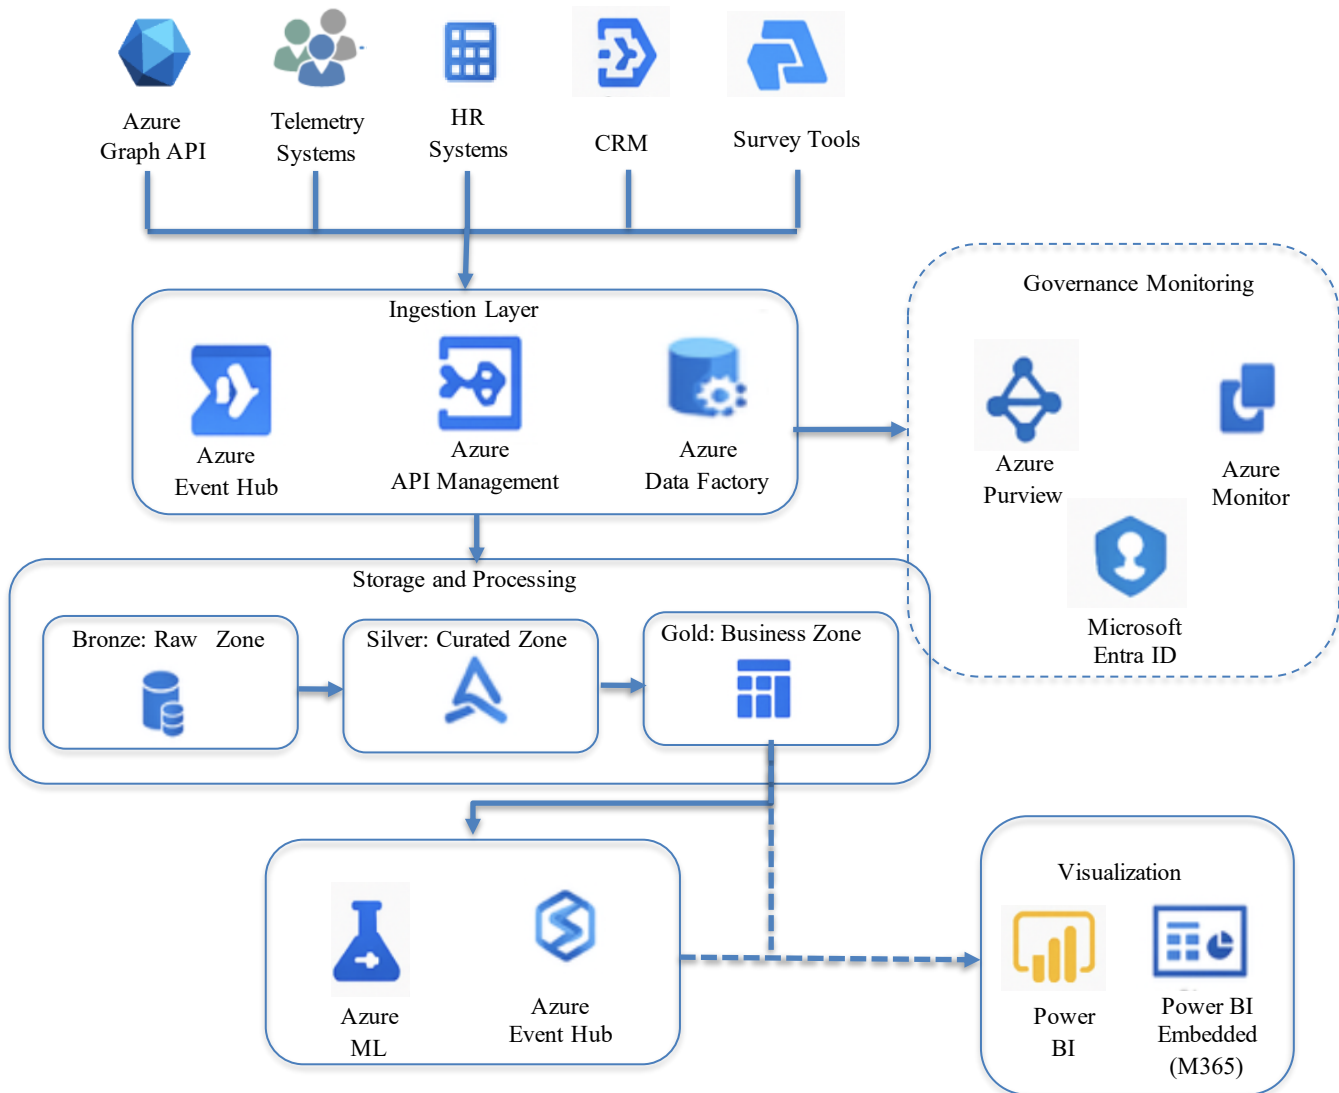 Azure
Graph API
Telemetry
Systems
HR
Systems
CRM
Survey Tools
Ingestion Layer
Azure
Event Hub
Azure
API Management
Azure
Data Factory
Governance Monitoring
Azure
Purview
Azure
Monitor
Microsoft
Entra ID
Storage and Processing
Bronze: Raw Zone
Silver: Curated Zone
Gold: Business Zone
Azure
ML
Azure
Event Hub
Visualization
Power
BI
Power BI
Embedded
(M365)